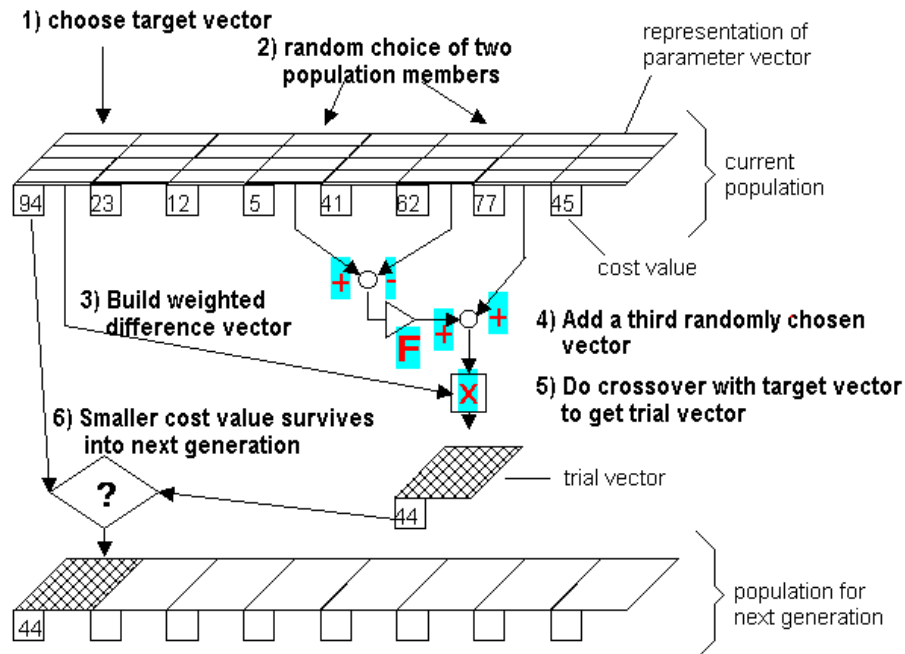 1) choose target vector
2) random choice of two
population members
representation of
parameter vector
current
population
94 23 12 5 41 62 77 45
cost value
+ -
3) Build weighted
difference vector
F
+ +
4) Add a third randomly chosen
vector
X
5) Do crossover with target vector
to get trial vector
6) Smaller cost value survives
into next generation
?
trial vector
44
44
population for
next generation